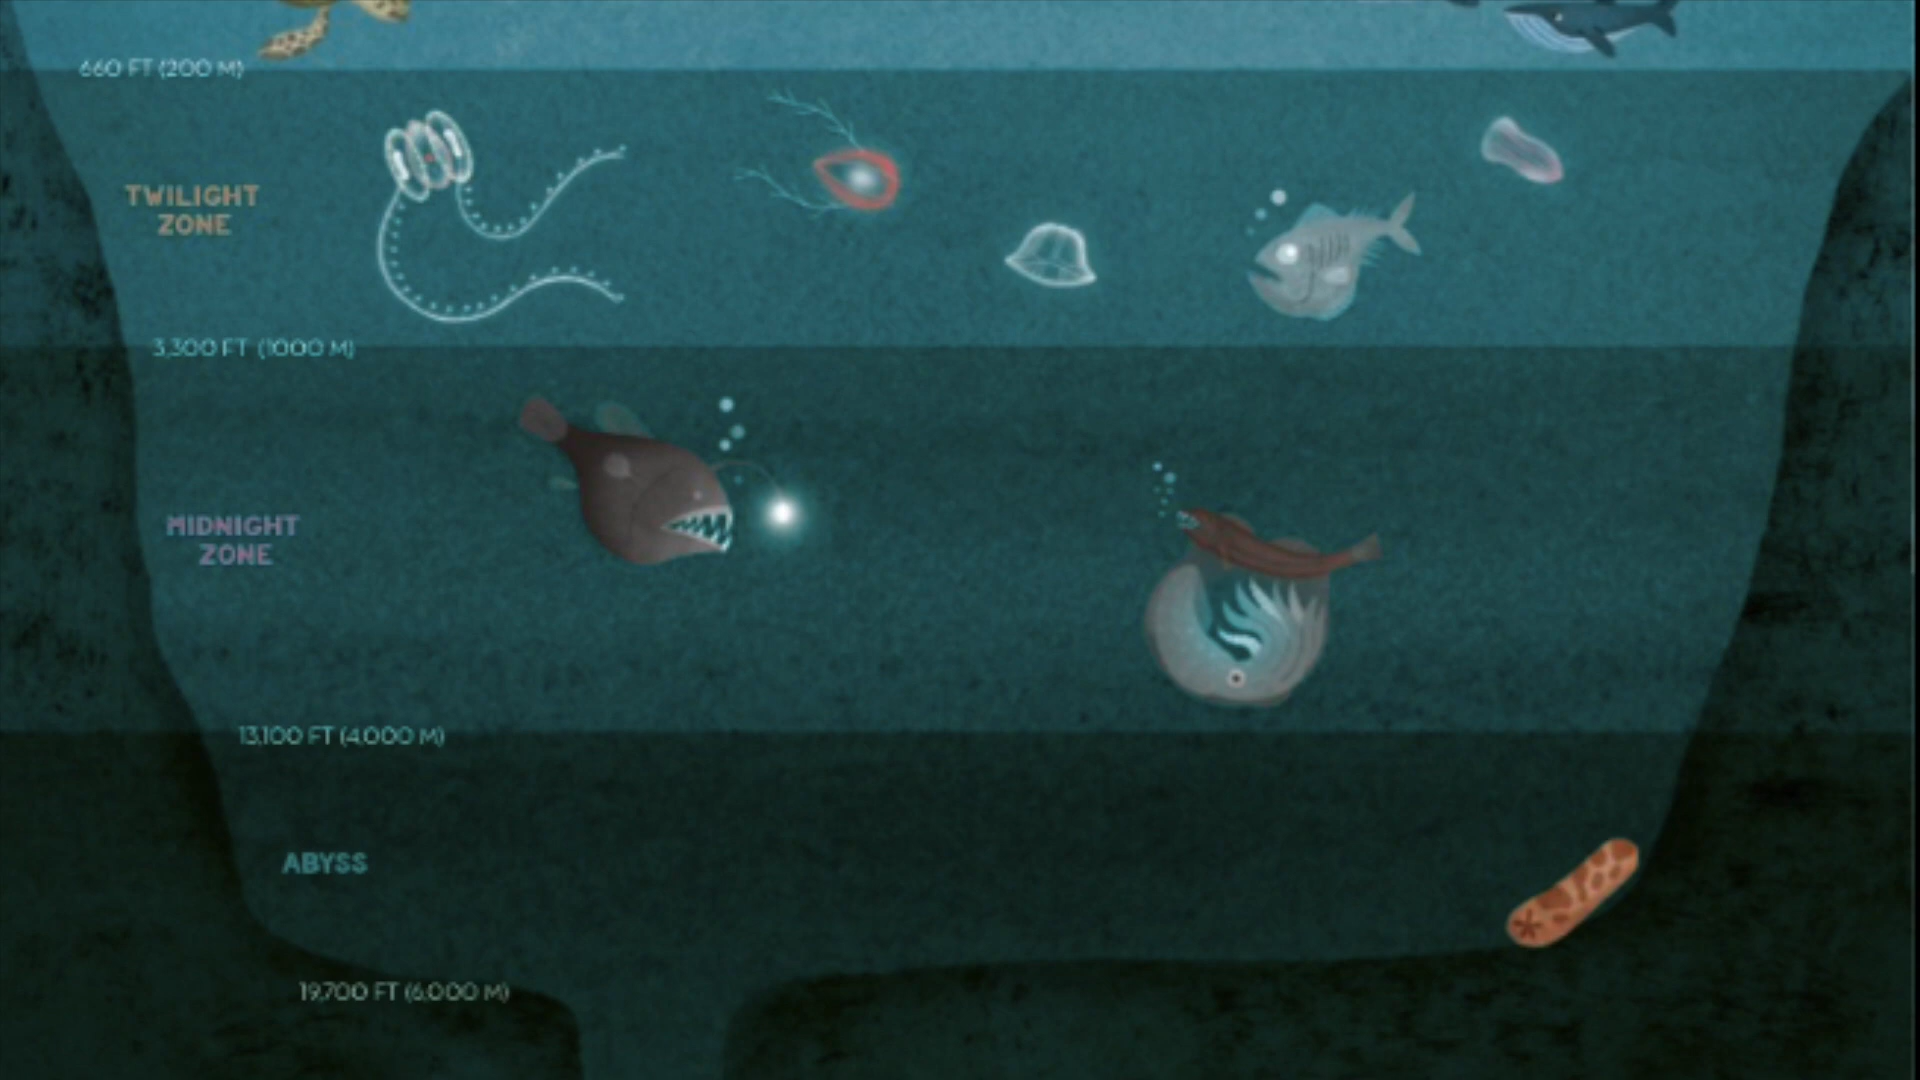 660 FT (200 M)
TWILIGHT
ZONE
3,300 FT (1000 M)
MIDNIGHT
ZONE
13,100 FT (4,000 M)
ABYSS
19,700 FT (6,000 M)